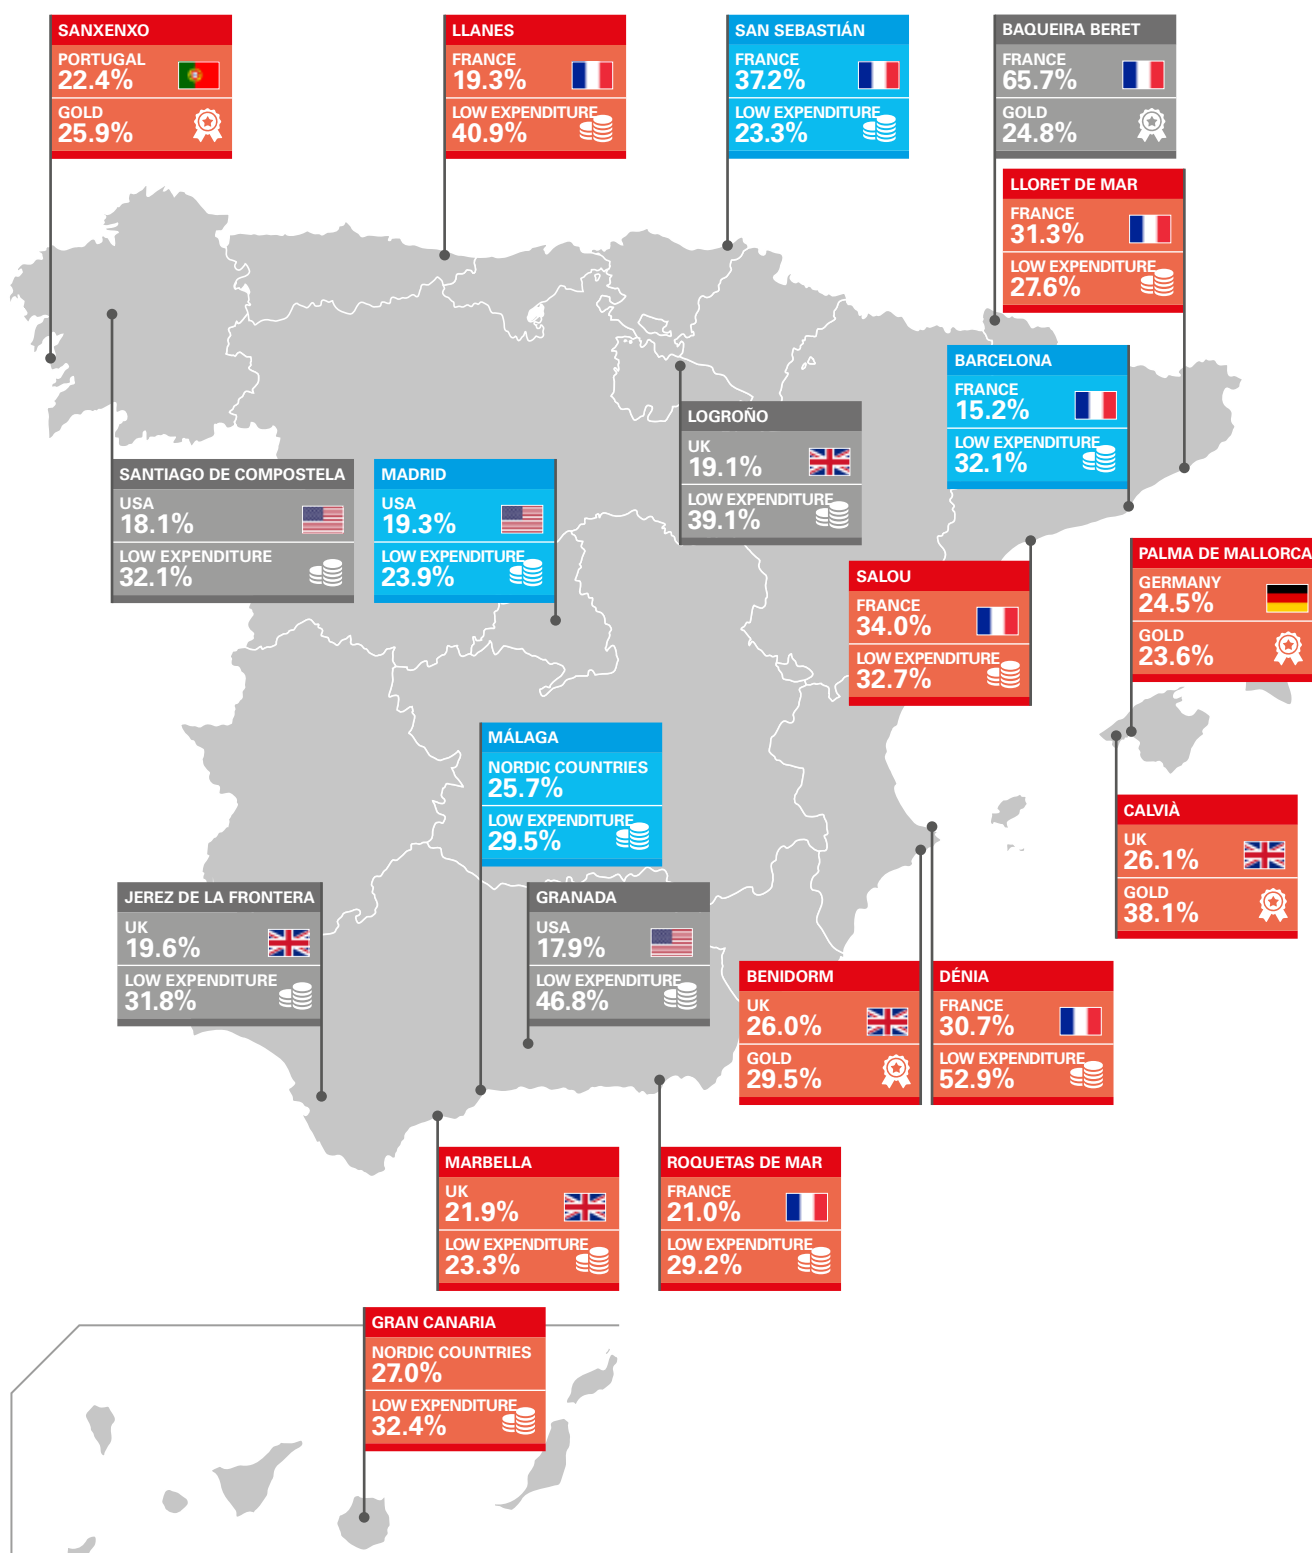 SANXENXO
PORTUGAL
22.4%
GOLD
25.9%
LLANES
FRANCE
19.3%
LOW EXPENDITURE
40.9%
SAN SEBASTIÁN
FRANCE
37.2%
LOW EXPENDITURE
23.3%
BAQUEIRA BERET
FRANCE
65.7%
GOLD
24.8%
LLORET DE MAR
FRANCE
31.3%
LOW EXPENDITURE
27.6%
BARCELONA
FRANCE
15.2%
LOW EXPENDITURE
32.1%
LOGROÑO
UK
19.1%
LOW EXPENDITURE
39.1%
SANTIAGO DE COMPOSTELA
USA
18.1%
LOW EXPENDITURE
32.1%
MADRID
USA
19.3%
LOW EXPENDITURE
23.9%
SALOU
FRANCE
34.0%
LOW EXPENDITURE
32.7%
PALMA DE MALLORCA
GERMANY
24.5%
GOLD
23.6%
MÁLAGA
NORDIC COUNTRIES
25.7%
LOW EXPENDITURE
29.5%
CALVIÀ
UK
26.1%
GOLD
38.1%
JEREZ DE LA FRONTERA
UK
19.6%
LOW EXPENDITURE
31.8%
GRANADA
USA
17.9%
LOW EXPENDITURE
46.8%
BENIDORM
UK
26.0%
GOLD
29.5%
DÉNIA
FRANCE
30.7%
LOW EXPENDITURE
52.9%
MARBELLA
UK
21.9%
LOW EXPENDITURE
23.3%
ROQUETAS DE MAR
FRANCE
21.0%
LOW EXPENDITURE
29.2%
GRAN CANARIA
NORDIC COUNTRIES
27.0%
LOW EXPENDITURE
32.4%